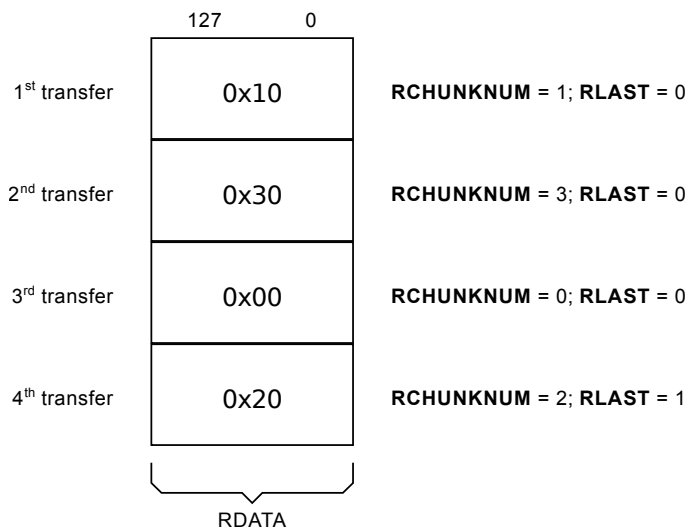 127 0
1st transfer 0x10 RCHUNKNUM = 1; RLAST = 0
2nd transfer 0x30 RCHUNKNUM = 3; RLAST = 0
3rd transfer 0x00 RCHUNKNUM = 0; RLAST = 0
4th transfer 0x20 RCHUNKNUM = 2; RLAST = 1
RDATA